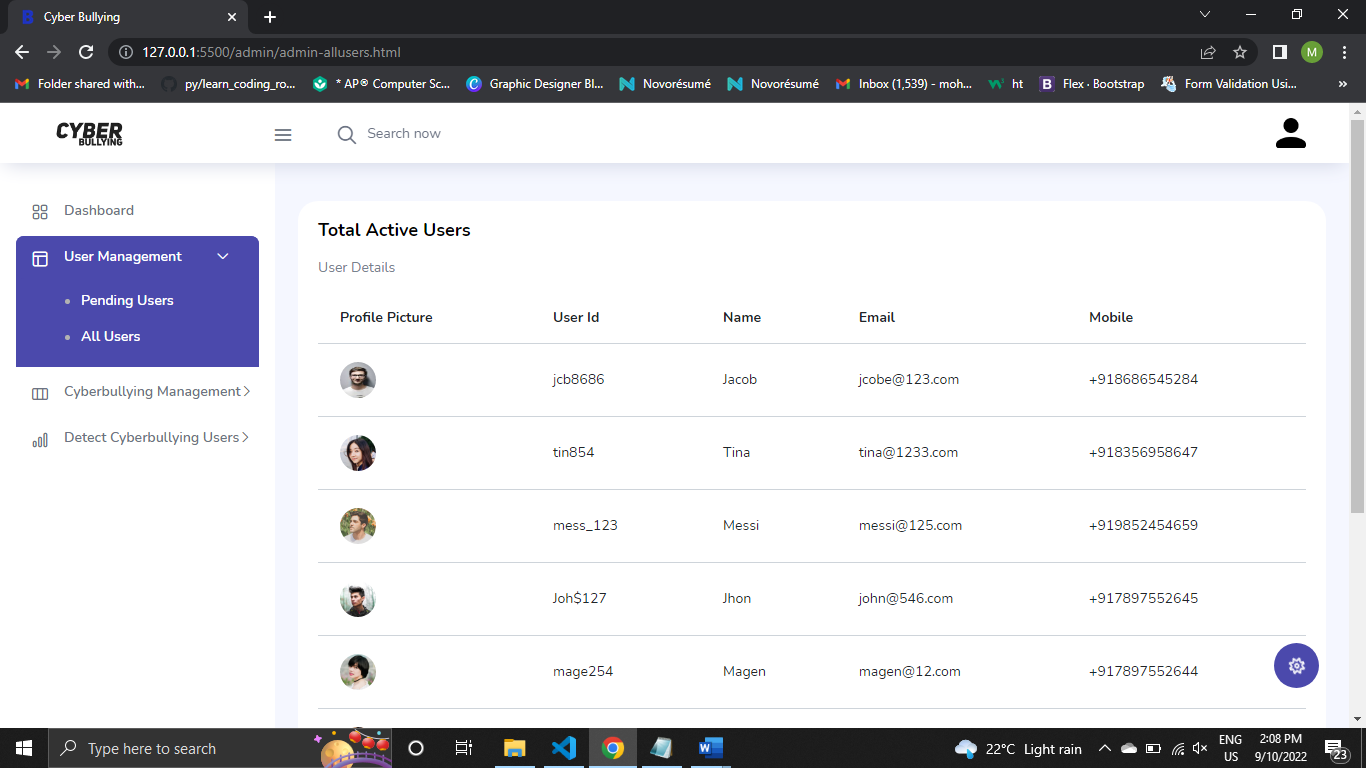 Cyber Bullying
127.0.0.1:5500/admin/admin-allusers.html
M
Folder shared with...
py/learn_coding_ro...
* AP® Computer Sc...
Graphic Designer Bl...
Novorésumé
Novorésumé
Inbox (1,539) - moh...
ht
Flex · Bootstrap
Form Validation Usi...
»
CYBER
BULLYING
Search now
Dashboard
User Management
Pending Users
All Users
Cyberbullying Management
Detect Cyberbullying Users
Total Active Users
User Details
Profile Picture User Id Name Email Mobile
jcb8686 Jacob jcobe@123.com +918686545284
tin854 Tina tina@1233.com +918356958647
mess_123 Messi messi@125.com +919852454659
Joh$127 Jhon john@546.com +917897552645
mage254 Magen magen@12.com +917897552644
Type here to search
22°C Light rain
ENG
US
2:08 PM
9/10/2022
23